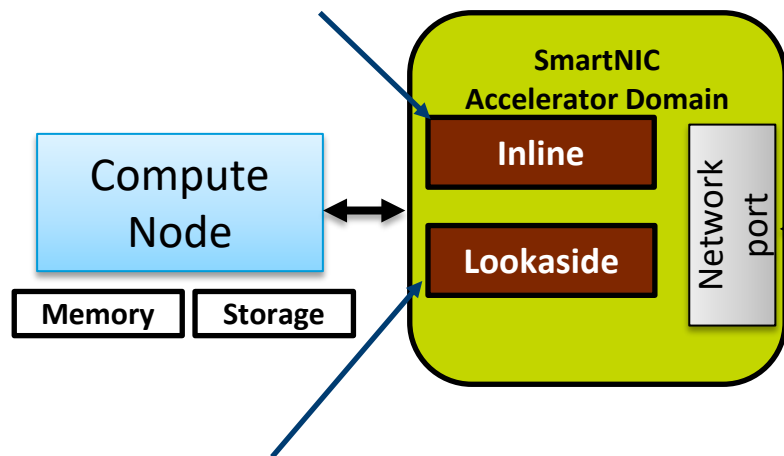 SmartNIC
Accelerator Domain
Inline
Compute
Node
Lookaside
Network
port
Memory
Storage